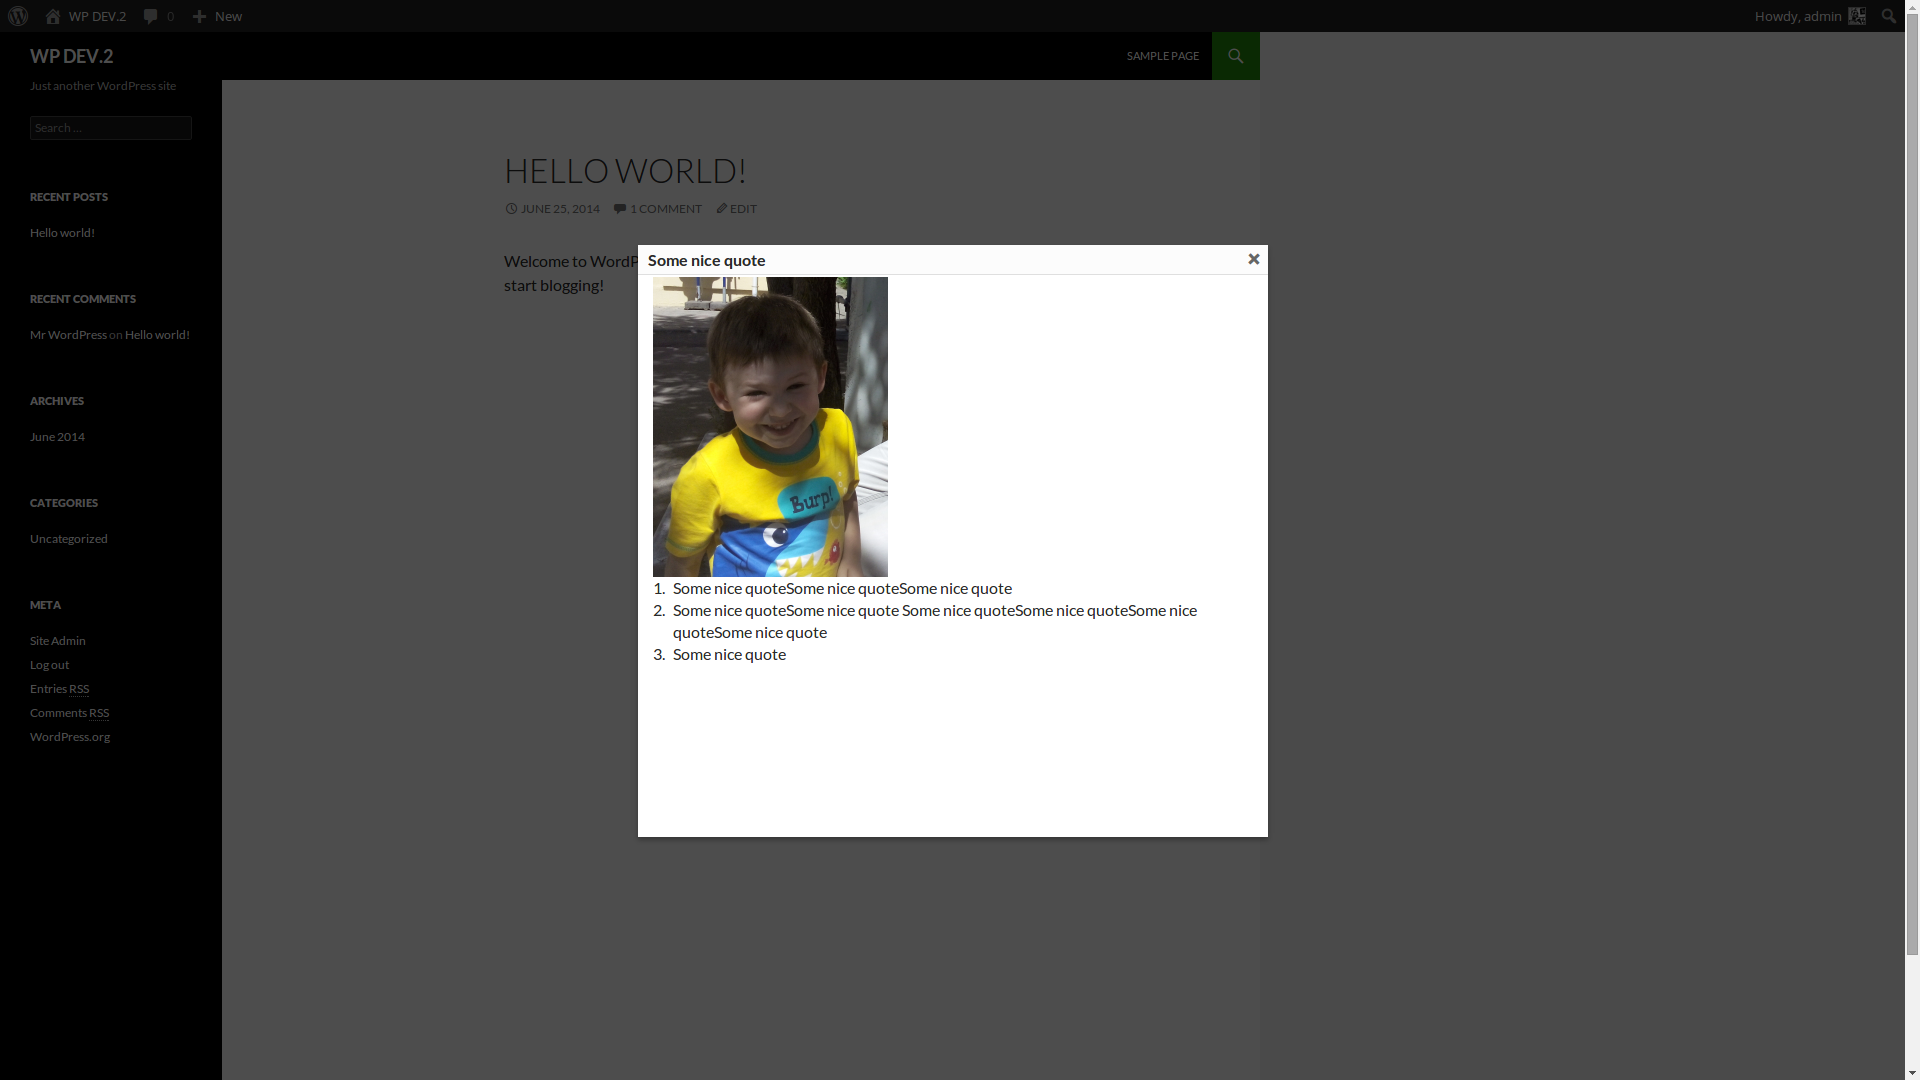 WP DEV.2
0
New
Howdy, admin
WP DEV.2
SAMPLE PAGE
Just another WordPress site
Search ...
RECENT POSTS
Hello world!
RECENT COMMENTS
Mr WordPress on Hello world!
ARCHIVES
June 2014
CATEGORIES
Uncategorized
META
Site Admin
Log out
Entries RSS
Comments RSS
WordPress.org
HELLO WORLD!
JUNE 25, 2014 1 COMMENT EDIT
Welcome to WordP
start blogging!
Some nice quote
Burp!
1. Some nice quoteSome nice quoteSome nice quote
2. Some nice quoteSome nice quote Some nice quoteSome nice quoteSome nice
quoteSome nice quote
3. Some nice quote